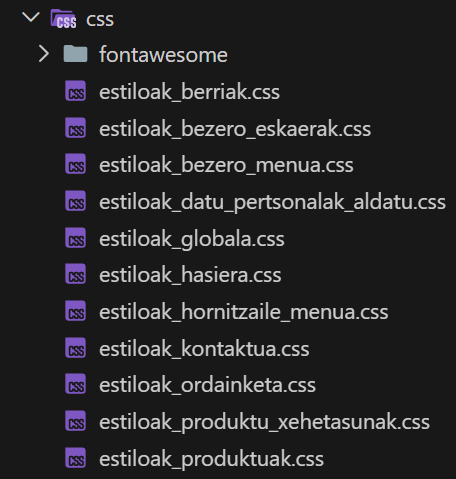 css
fontawesome
estiloak_berriak.css
estiloak_bezero_eskaerak.css
estiloak_bezero_menua.css
estiloak_datu_pertsonalak_aldatu.css
estiloak_globala.css
estiloak_hasiera.css
estiloak_hornitzaile_menua.css
estiloak_kontaktua.css
estiloak_ordainketa.css
estiloak_produktu_xehetasunak.css
estiloak_produktuak.css